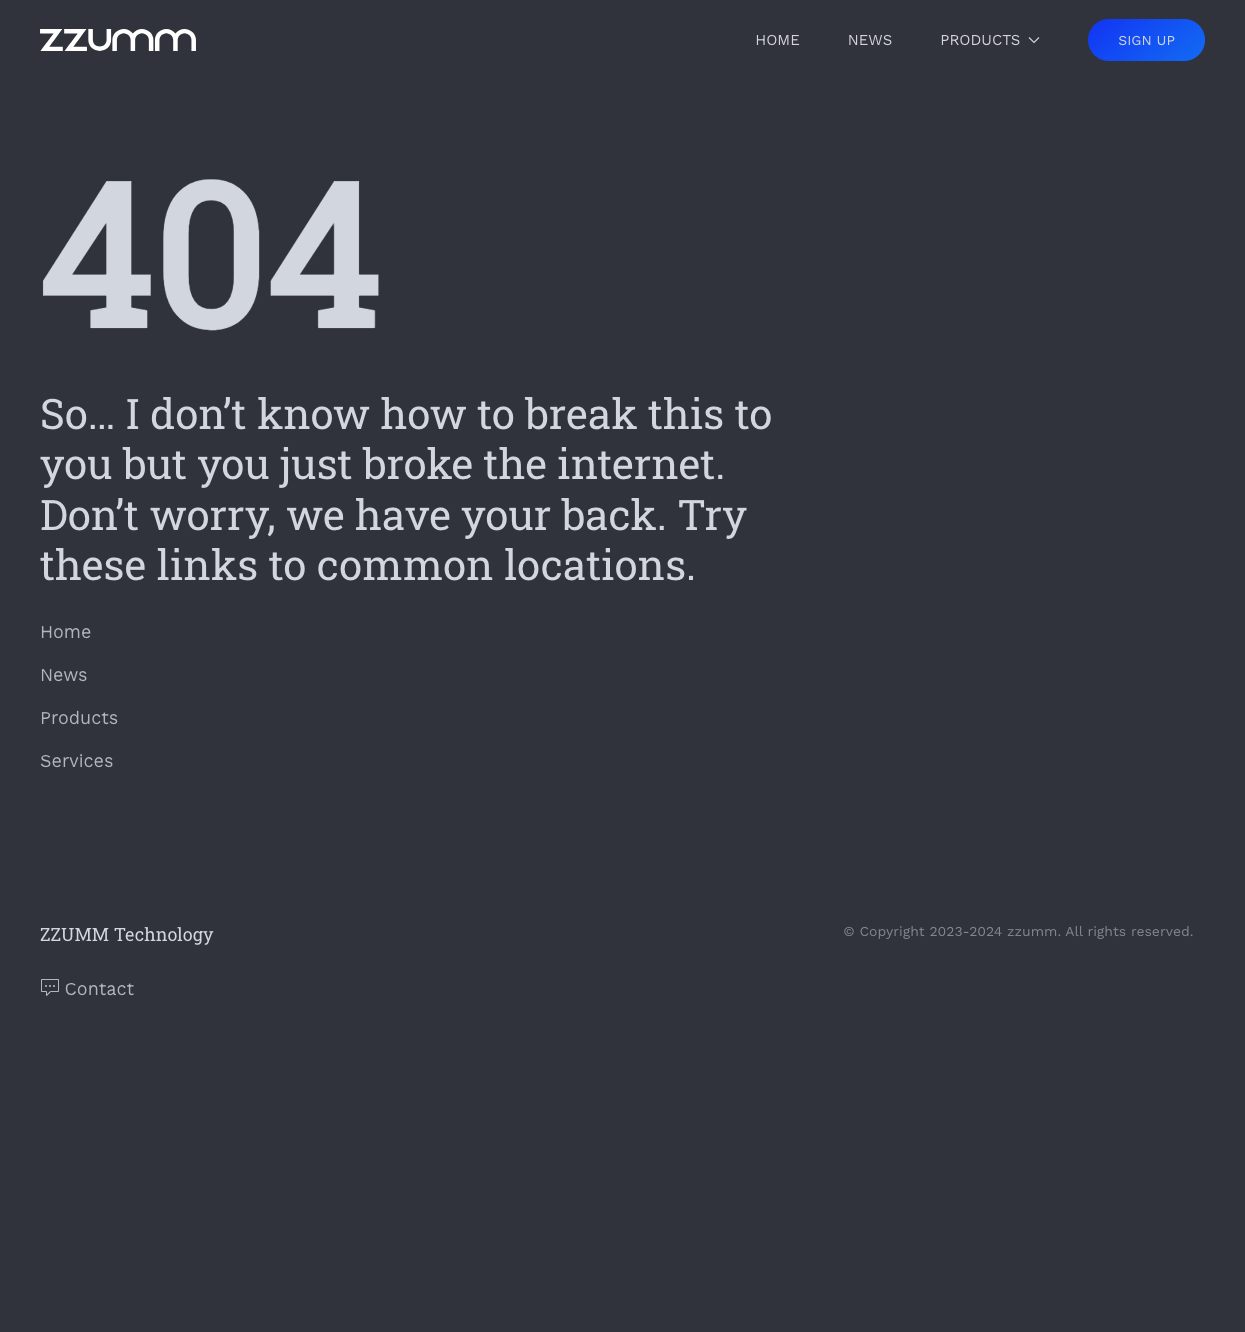 zzumm
HOME
NEWS
PRODUCTS
SIGN UP
404
So… I don’t know how to break this to
you but you just broke the internet.
Don’t worry, we have your back. Try
these links to common locations.
Home
News
Products
Services
ZZUMM Technology
© Copyright 2023-2024 zzumm. All rights reserved.
Contact